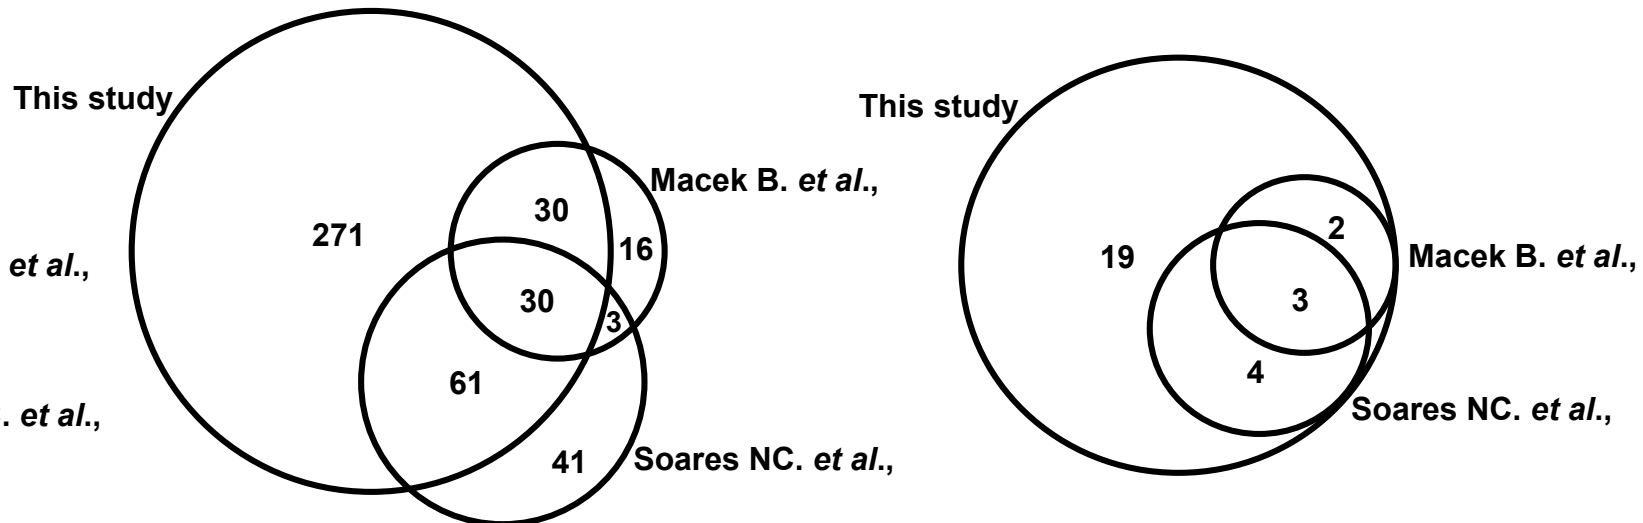 This study
Macek B. et al.,
30
271
16
et al.,
30
3
61
. et al.,
41
Soares NC. et al.,
This study
2
19
Macek B. et al.,
3
4
Soares NC. et al.,